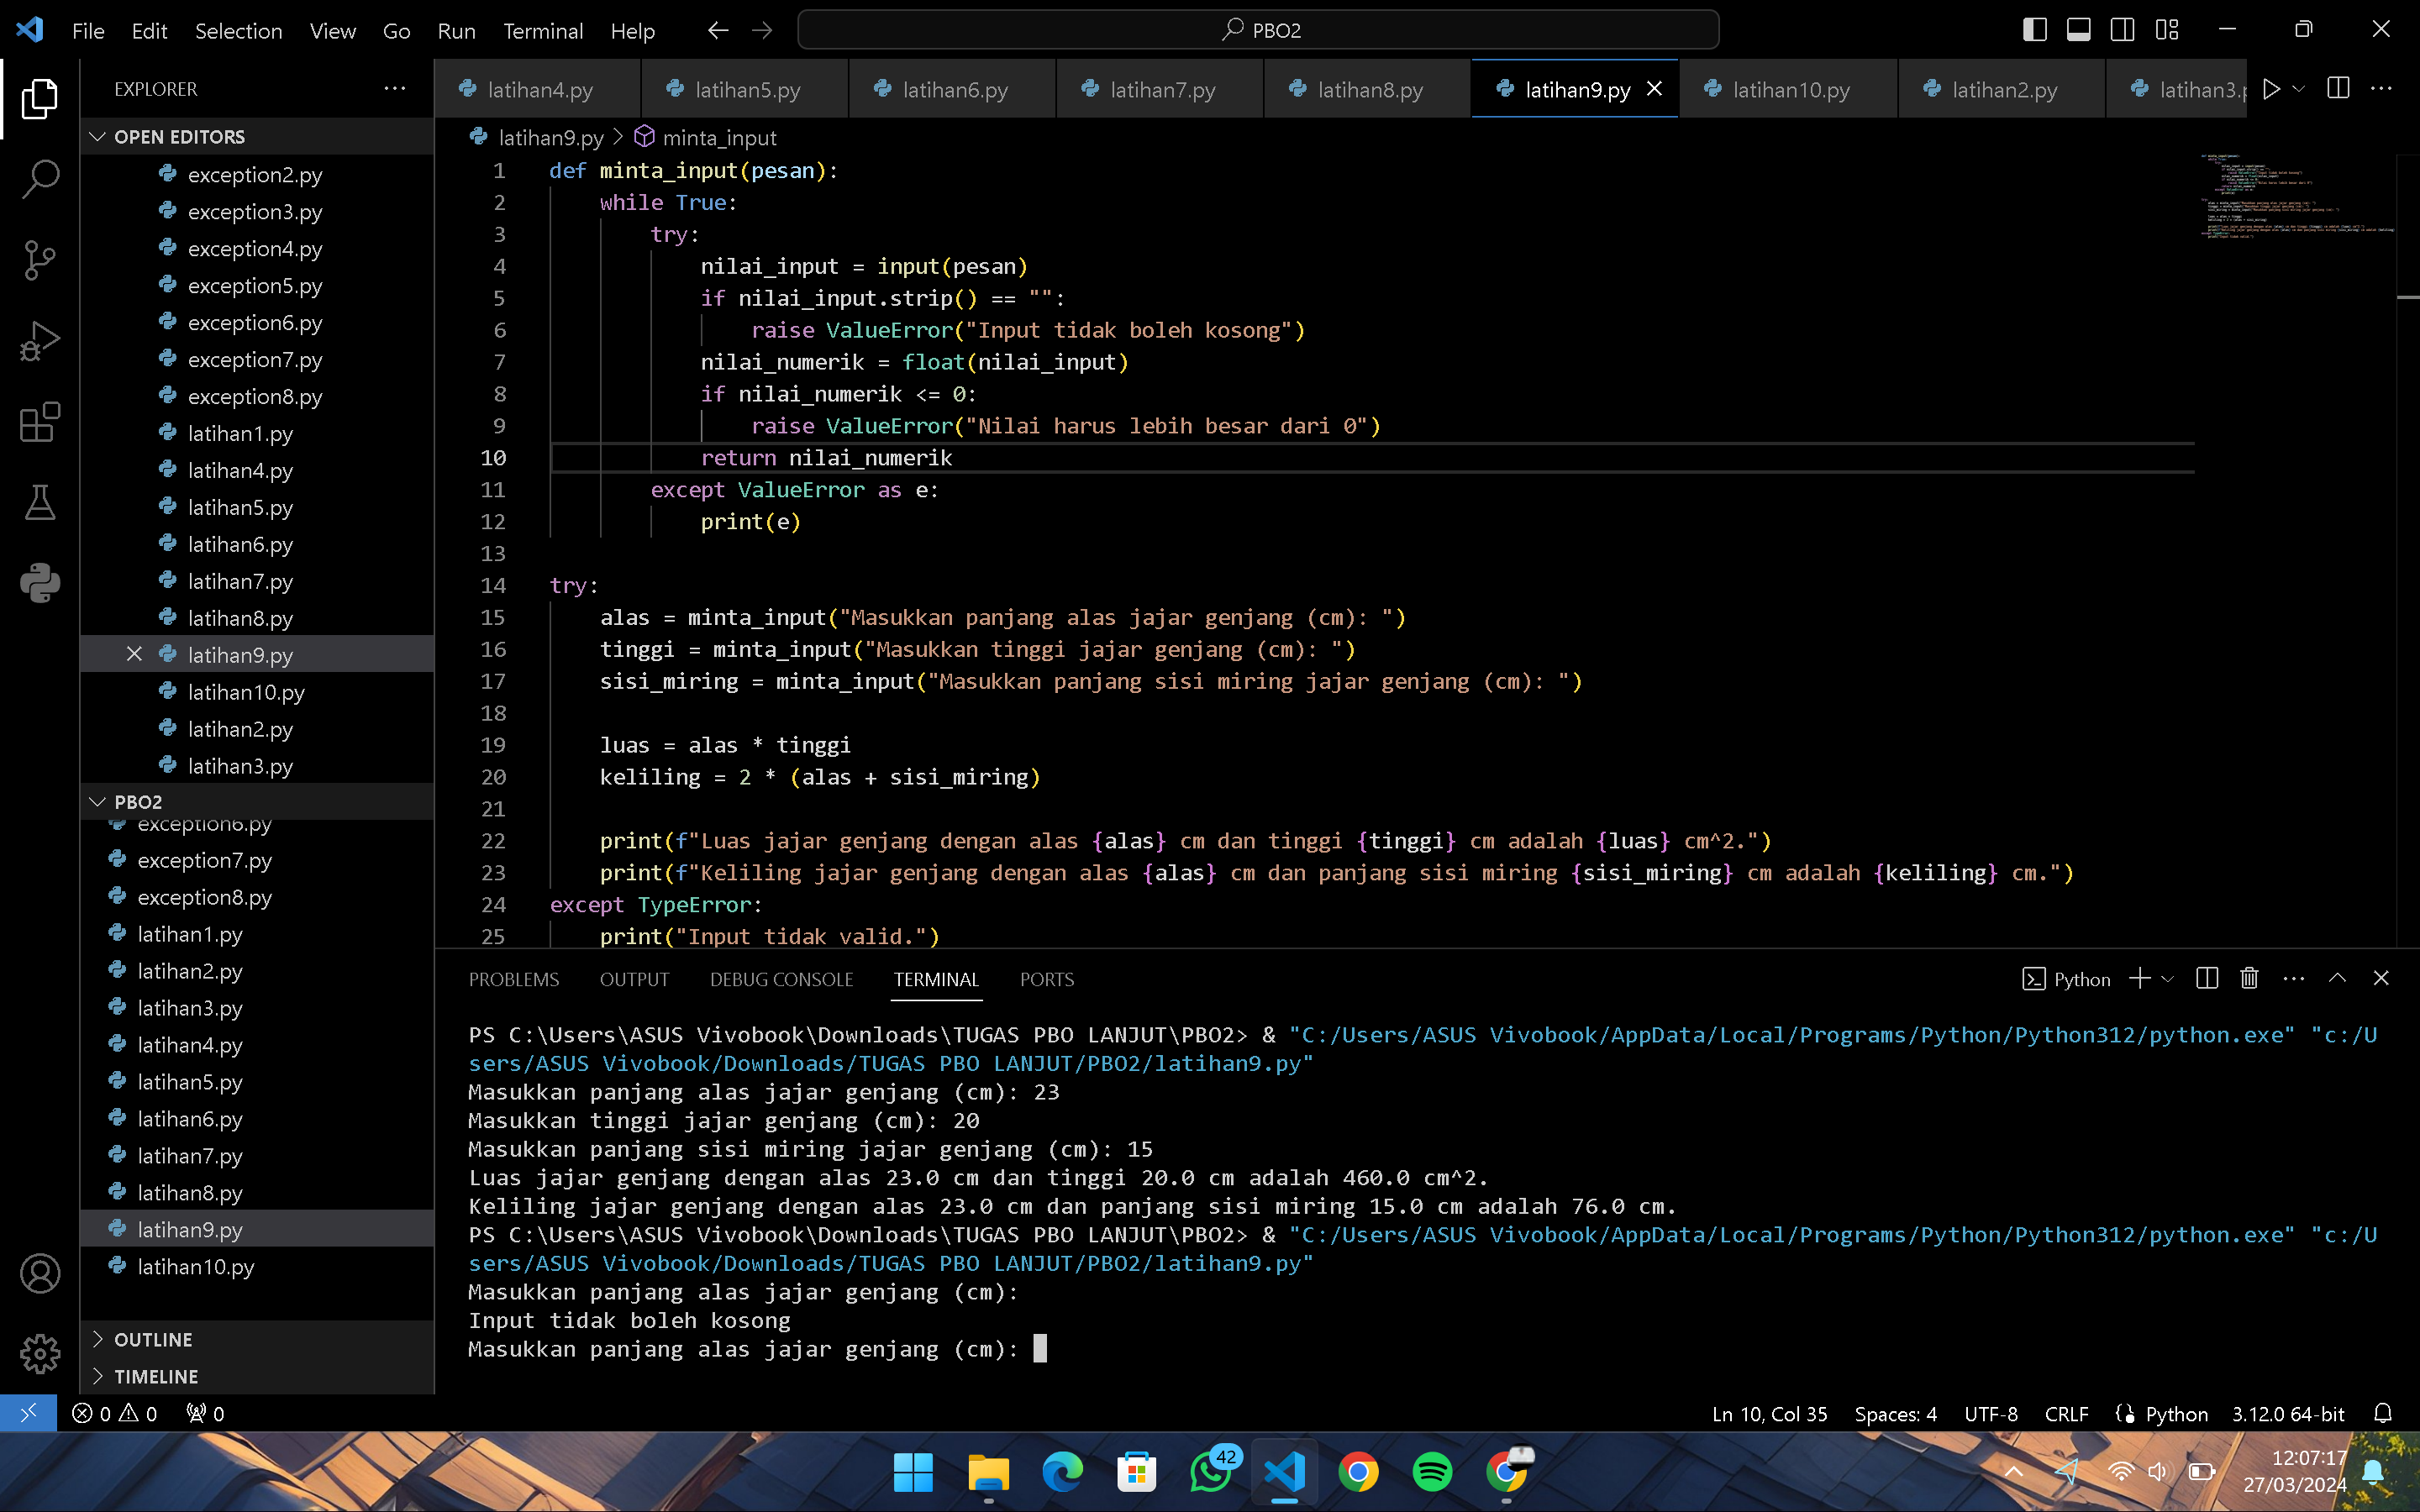 File Edit Selection View Go Run Terminal Help
PBO2
EXPLORER
OPEN EDITORS
exception2.py
exception3.py
exception4.py
exception5.py
exception6.py
exception7.py
exception8.py
latihan1.py
latihan4.py
latihan5.py
latihan6.py
latihan7.py
latihan8.py
latihan9.py
latihan10.py
latihan2.py
latihan3.py
PBO2
exception6.py
exception7.py
exception8.py
latihan1.py
latihan2.py
latihan3.py
latihan4.py
latihan5.py
latihan6.py
latihan7.py
latihan8.py
latihan9.py
latihan10.py
OUTLINE
TIMELINE
latihan4.py latihan5.py latihan6.py latihan7.py latihan8.py latihan9.py latihan10.py latihan2.py latihan3.p
latihan9.py > minta_input
1 def minta_input(pesan):
2     while True:
3         try:
4             nilai_input = input(pesan)
5             if nilai_input.strip() == "":
6                 raise ValueError("Input tidak boleh kosong")
7             nilai_numerik = float(nilai_input)
8             if nilai_numerik <= 0:
9                 raise ValueError("Nilai harus lebih besar dari 0")
10             return nilai_numerik
11         except ValueError as e:
12             print(e)
13
14 try:
15     alas = minta_input("Masukkan panjang alas jajar genjang (cm): ")
16     tinggi = minta_input("Masukkan tinggi jajar genjang (cm): ")
17     sisi_miring = minta_input("Masukkan panjang sisi miring jajar genjang (cm): ")
18
19     luas = alas * tinggi
20     keliling = 2 * (alas + sisi_miring)
21
22     print(f"Luas jajar genjang dengan alas {alas} cm dan tinggi {tinggi} cm adalah {luas} cm^2.")
23     print(f"Keliling jajar genjang dengan alas {alas} cm dan panjang sisi miring {sisi_miring} cm adalah {keliling} cm.")
24 except TypeError:
25     print("Input tidak valid.")
PROBLEMS OUTPUT DEBUG CONSOLE TERMINAL PORTS
Python
PS C:\Users\ASUS Vivobook\Downloads\TUGAS PBO LANJUT\PBO2> & "C:/Users/ASUS Vivobook/AppData/Local/Programs/Python/Python312/python.exe" "c:/U
sers/ASUS Vivobook/Downloads/TUGAS PBO LANJUT/PBO2/latihan9.py"
Masukkan panjang alas jajar genjang (cm): 23
Masukkan tinggi jajar genjang (cm): 20
Masukkan panjang sisi miring jajar genjang (cm): 15
Luas jajar genjang dengan alas 23.0 cm dan tinggi 20.0 cm adalah 460.0 cm^2.
Keliling jajar genjang dengan alas 23.0 cm dan panjang sisi miring 15.0 cm adalah 76.0 cm.
PS C:\Users\ASUS Vivobook\Downloads\TUGAS PBO LANJUT\PBO2> & "C:/Users/ASUS Vivobook/AppData/Local/Programs/Python/Python312/python.exe" "c:/U
sers/ASUS Vivobook/Downloads/TUGAS PBO LANJUT/PBO2/latihan9.py"
Masukkan panjang alas jajar genjang (cm):
Input tidak boleh kosong
Masukkan panjang alas jajar genjang (cm):
0 0 0
Ln 10, Col 35 Spaces: 4 UTF-8 CRLF Python 3.12.0 64-bit
42
12:07:17
27/03/2024